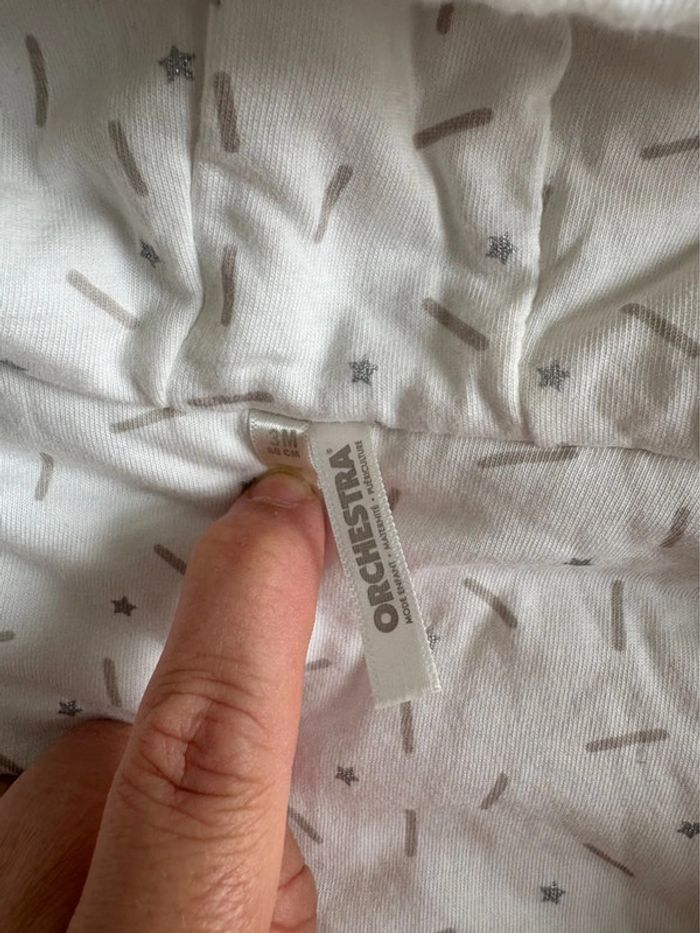 3M
ORCHESTRA®
MODE ENFANT • MATERNITÉ • PUÉRICULTURE